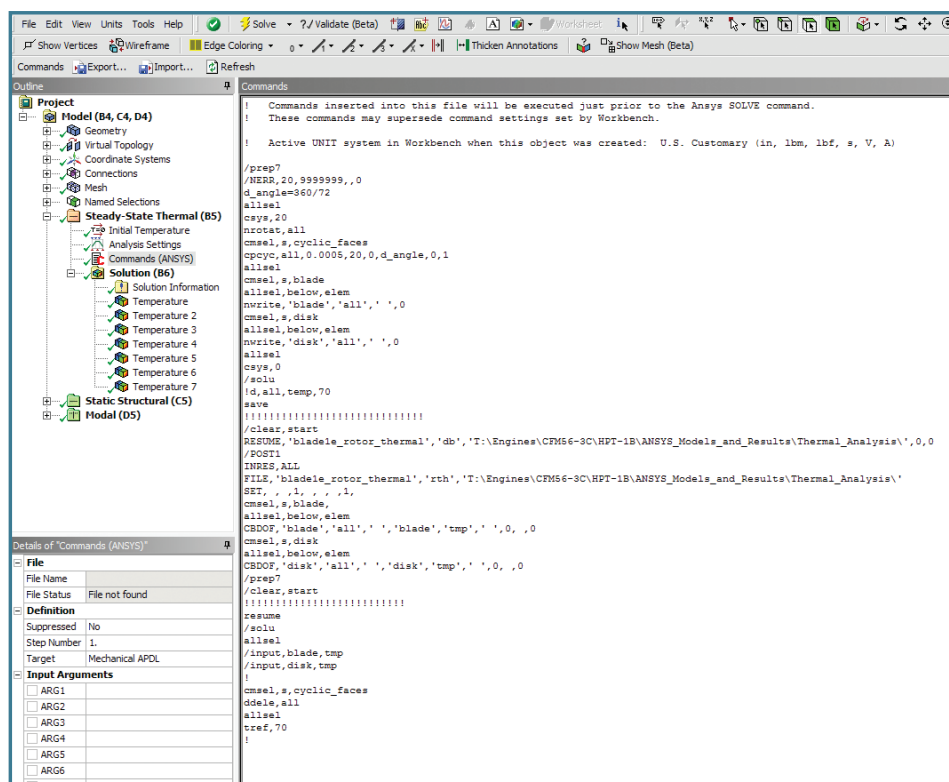 File Edit View Units Tools Help Solve ?/ Validate (Beta) Worksheet
Show Vertices Wireframe Edge Coloring Thicken Annotations Show Mesh (Beta)
Commands Export... Import... Refresh
Outline
Project
Model (B4, C4, D4)
Geometry
Virtual Topology
Coordinate Systems
Connections
Mesh
Named Selections
Steady-State Thermal (B5)
Initial Temperature
Analysis Settings
Commands (ANSYS)
Solution (B6)
Solution Information
Temperature
Temperature 2
Temperature 3
Temperature 4
Temperature 5
Temperature 6
Temperature 7
Static Structural (C5)
Modal (D5)
Details of "Commands (ANSYS)"
File
File Name
File Status File not found
Definition
Suppressed No
Step Number 1.
Target Mechanical APDL
Input Arguments
ARG1
ARG2
ARG3
ARG4
ARG5
ARG6
Commands
! Commands inserted into this file will be executed just prior to the Ansys SOLVE command.
! These commands may supersede command settings set by Workbench.
! Active UNIT system in Workbench when this object was created: U.S. Customary (in, lbm, lbf, s, V, A)
/prep7
/NERR,20,9999999,,0
d_angle=360/72
allsel
csys,20
nrotat,all
cmsel,s,cyclic_faces
cpcyc,all,0.0005,20,0,d_angle,0,1
allsel
cmsel,s,blade
allsel,below,elem
nwrite,'blade','all',' ',0
cmsel,s,disk
allsel,below,elem
nwrite,'disk','all',' ',0
allsel
csys,0
/solu
!d,all,temp,70
save
!!!!!!!!!!!!!!!!!!!!!!!!!!!!!
/clear,start
RESUME,'blade1e_rotor_thermal','db','T:\Engines\CFM56-3C\HPT-1B\ANSYS_Models_and_Results\Thermal_Analysis\',0,0
/POST1
INRES,ALL
FILE,'blade1e_rotor_thermal','rth','T:\Engines\CFM56-3C\HPT-1B\ANSYS_Models_and_Results\Thermal_Analysis\'
SET, , ,1, , , ,1,
cmsel,s,blade,
allsel,below,elem
CBDOF,'blade','all',' ','blade','tmp',' ',0, ,0
cmsel,s,disk
allsel,below,elem
CBDOF,'disk','all',' ','disk','tmp',' ',0, ,0
/prep7
/clear,start
!!!!!!!!!!!!!!!!!!!!!!!!!!
resume
/solu
allsel
/input,blade,tmp
/input,disk,tmp
!
cmsel,s,cyclic_faces
ddele,all
allsel
tref,70
!